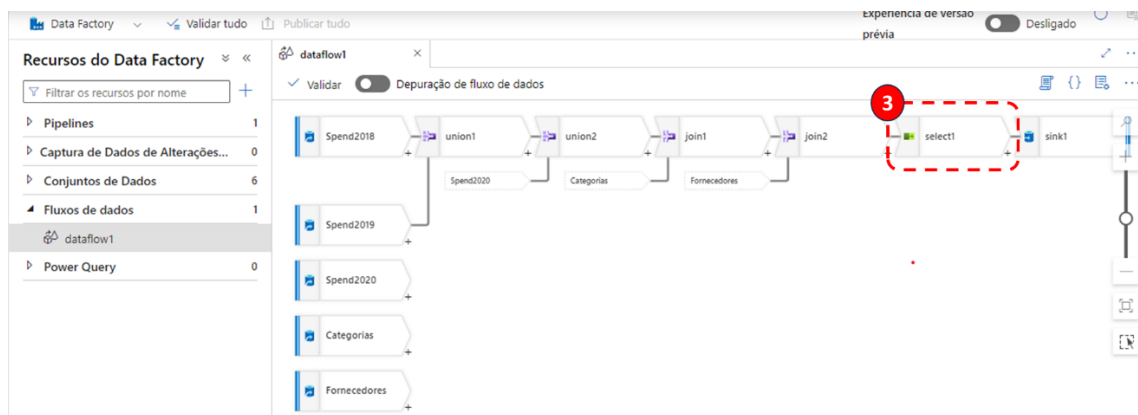 Data Factory
Validar tudo
Publicar tudo
Experiência de versão
prévia
Desligado
Recursos do Data Factory
dataflow1
Validar
Depuração de fluxo de dados
Filtrar os recursos por nome
Pipelines 1
Captura de Dados de Alterações... 0
Conjuntos de Dados 6
Fluxos de dados 1
dataflow1
Power Query 0
3
Spend2018
union1
union2
join1
join2
select1
sink1
Spend2020
Categorias
Fornecedores
Spend2019
Spend2020
Categorias
Fornecedores